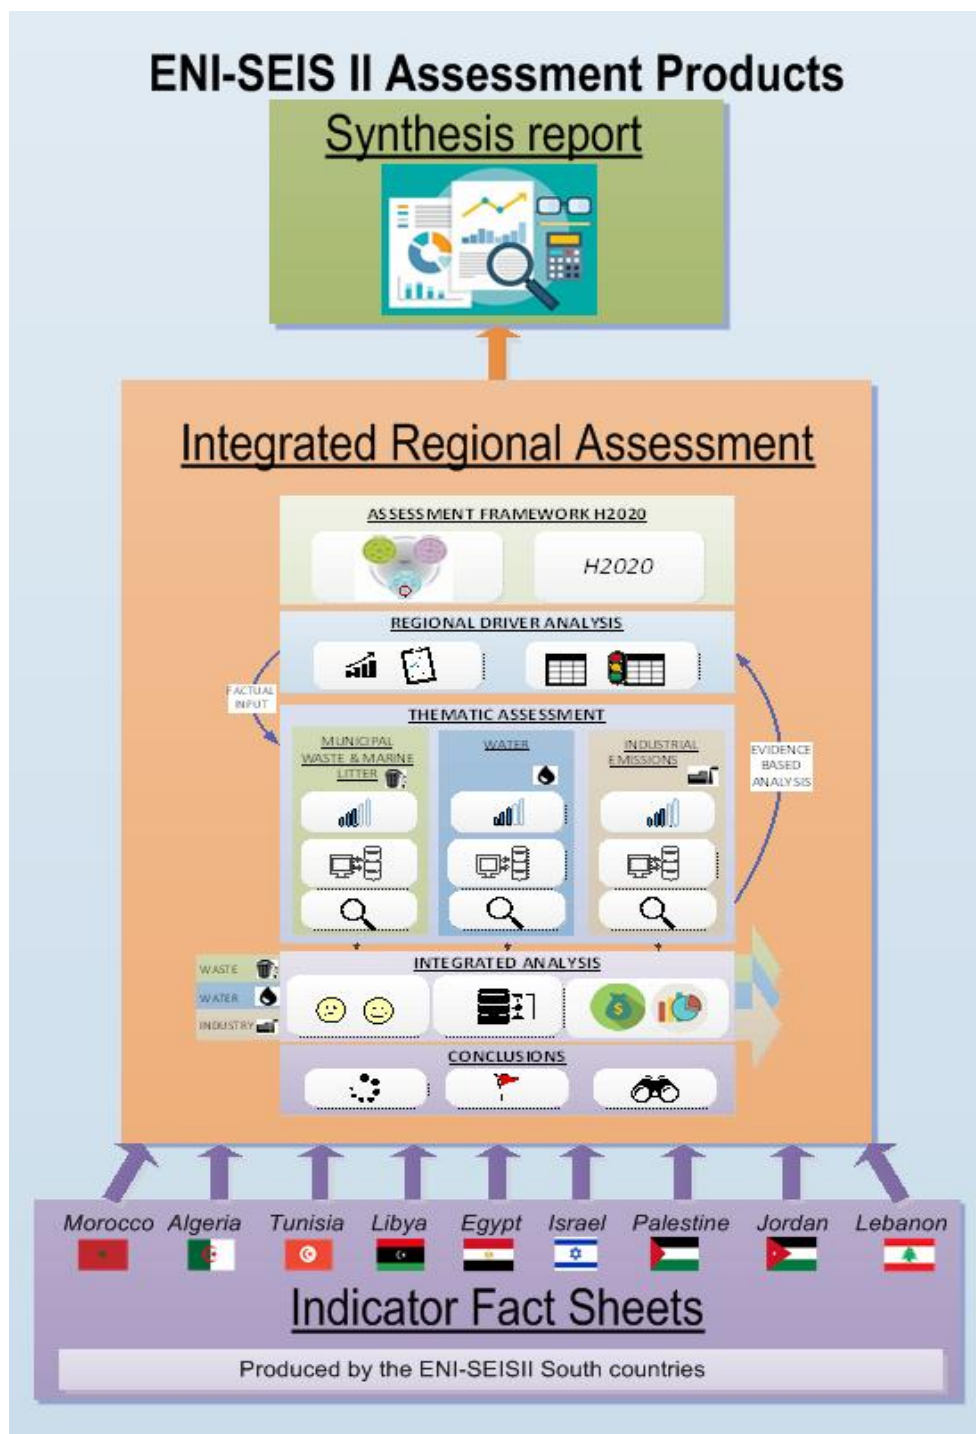 ENI-SEIS II Assessment Products
Synthesis report
Integrated Regional Assessment
ASSESSMENT FRAMEWORK H2020
H2020
REGIONAL DRIVER ANALYSIS
FACTUAL
INPUT
THEMATIC ASSESSMENT
MUNICIPAL
WASTE & MARINE
LITTER
WATER
INDUSTRIAL
EMISSIONS
EVIDENCE
BASED
ANALYSIS
INTEGRATED ANALYSIS
WASTE
WATER
INDUSTRY
CONCLUSIONS
Morocco Algeria Tunisia Libya Egypt Israel Palestine Jordan Lebanon
Indicator Fact Sheets
Produced by the ENI-SEISII South countries